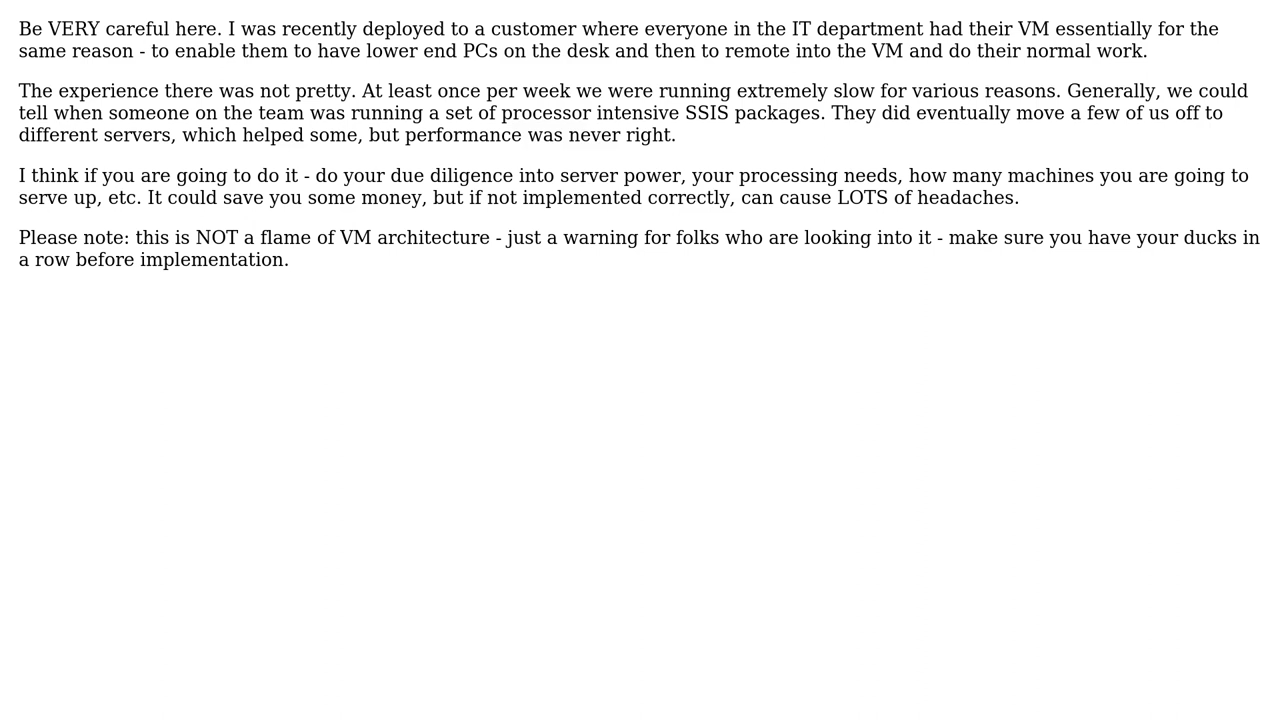 Be VERY careful here. I was recently deployed to a customer where everyone in the IT department had their VM essentially for the
same reason - to enable them to have lower end PCs on the desk and then to remote into the VM and do their normal work.
The experience there was not pretty. At least once per week we were running extremely slow for various reasons. Generally, we could
tell when someone on the team was running a set of processor intensive SSIS packages. They did eventually move a few of us off to
different servers, which helped some, but performance was never right.
I think if you are going to do it - do your due diligence into server power, your processing needs, how many machines you are going to
serve up, etc. It could save you some money, but if not implemented correctly, can cause LOTS of headaches.
Please note: this is NOT a flame of VM architecture - just a warning for folks who are looking into it - make sure you have your ducks in
a row before implementation.